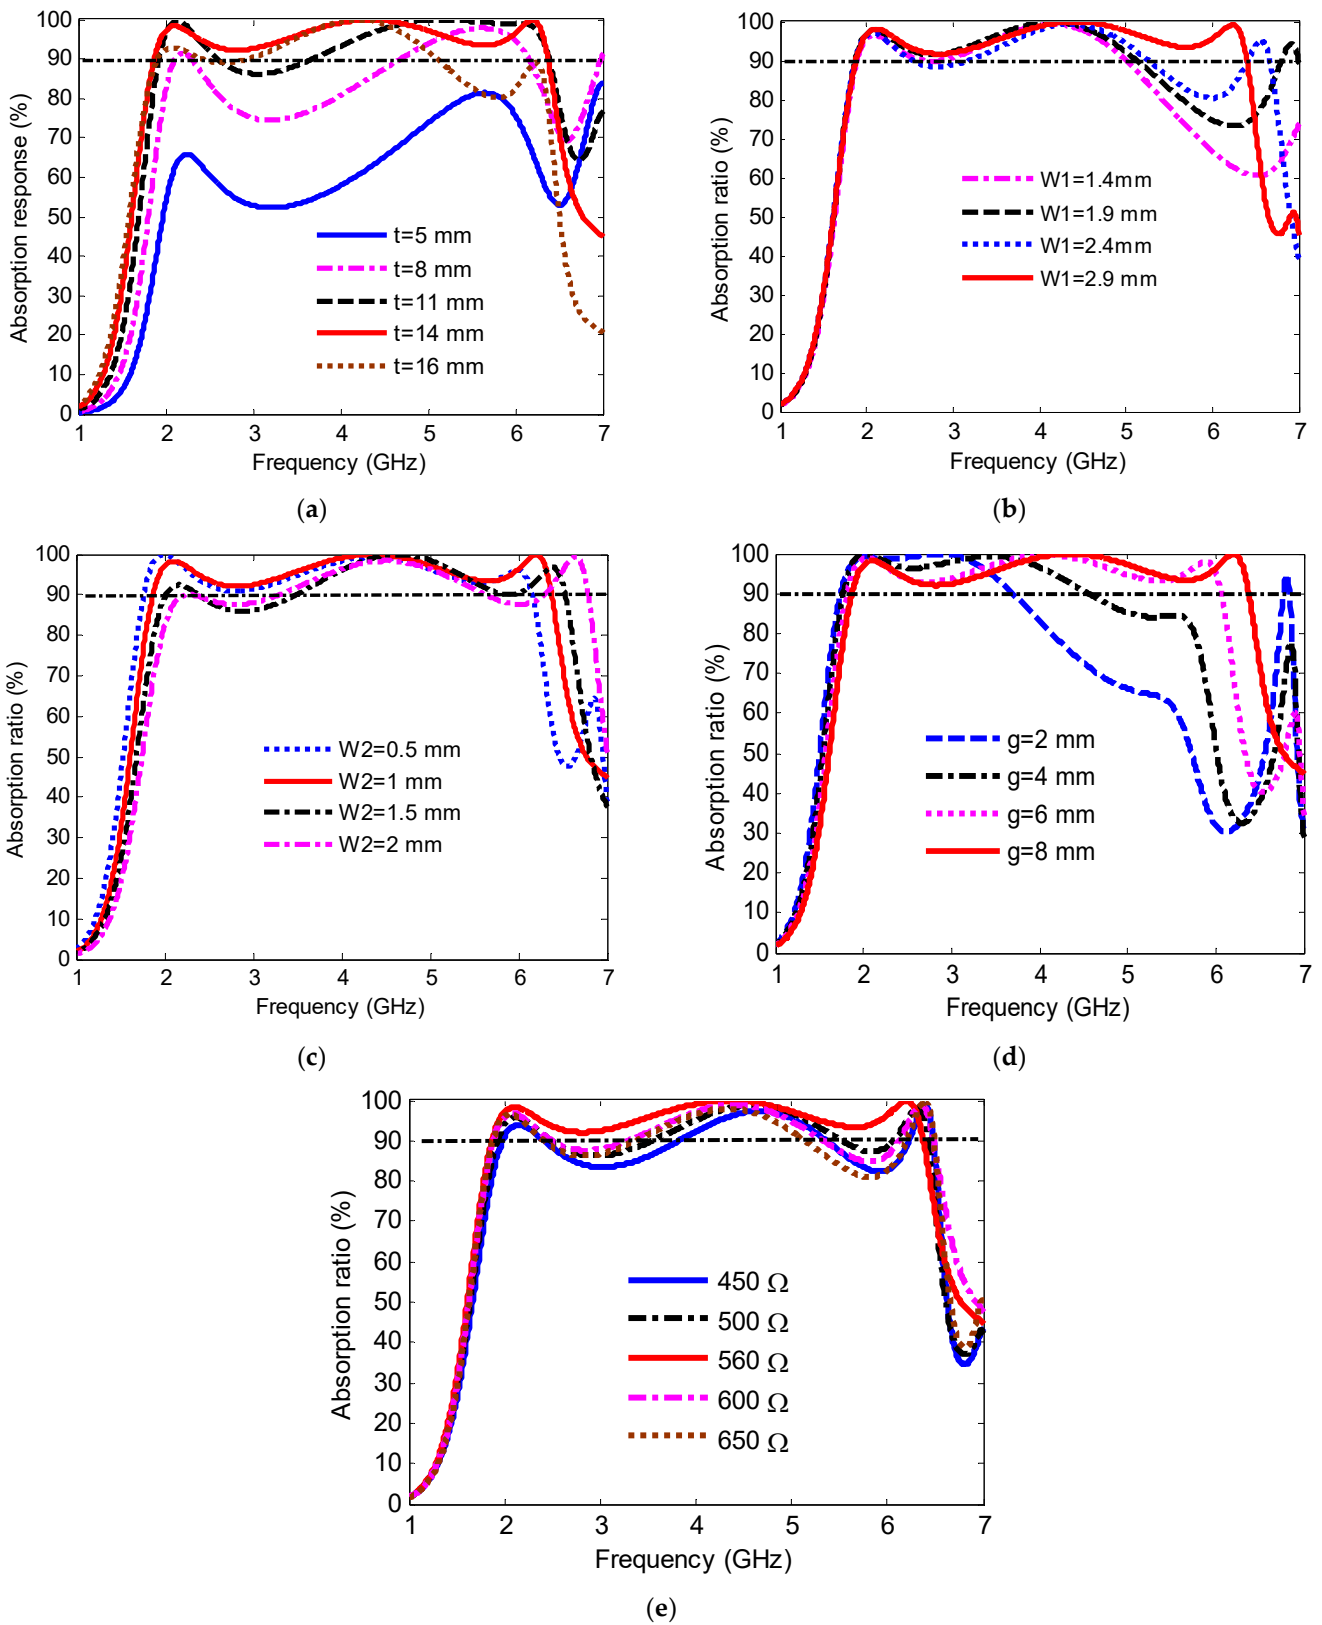 100
90
80
70
60
50
40
30
20
10
0
Absorption response (%)
t=5 mm
t=8 mm
t=11 mm
t=14 mm
t=16 mm
1 2 3 4 5 6 7
Frequency (GHz)
(a)
100
90
80
70
60
50
40
30
20
10
0
Absorption ratio (%)
W1=1.4mm
W1=1.9 mm
W1=2.4mm
W1=2.9 mm
1 2 3 4 5 6 7
Frequency (GHz)
(b)
100
90
80
70
60
50
40
30
20
10
0
Absorption ratio (%)
W2=0.5 mm
W2=1 mm
W2=1.5 mm
W2=2 mm
1 2 3 4 5 6 7
Frequency (GHz)
(c)
100
90
80
70
60
50
40
30
20
10
0
Absorption ratio (%)
g=2 mm
g=4 mm
g=6 mm
g=8 mm
1 2 3 4 5 6 7
Frequency (GHz)
(d)
100
90
80
70
60
50
40
30
20
10
0
Absorption ratio (%)
450 Ω
500 Ω
560 Ω
600 Ω
650 Ω
1 2 3 4 5 6 7
Frequency (GHz)
(e)